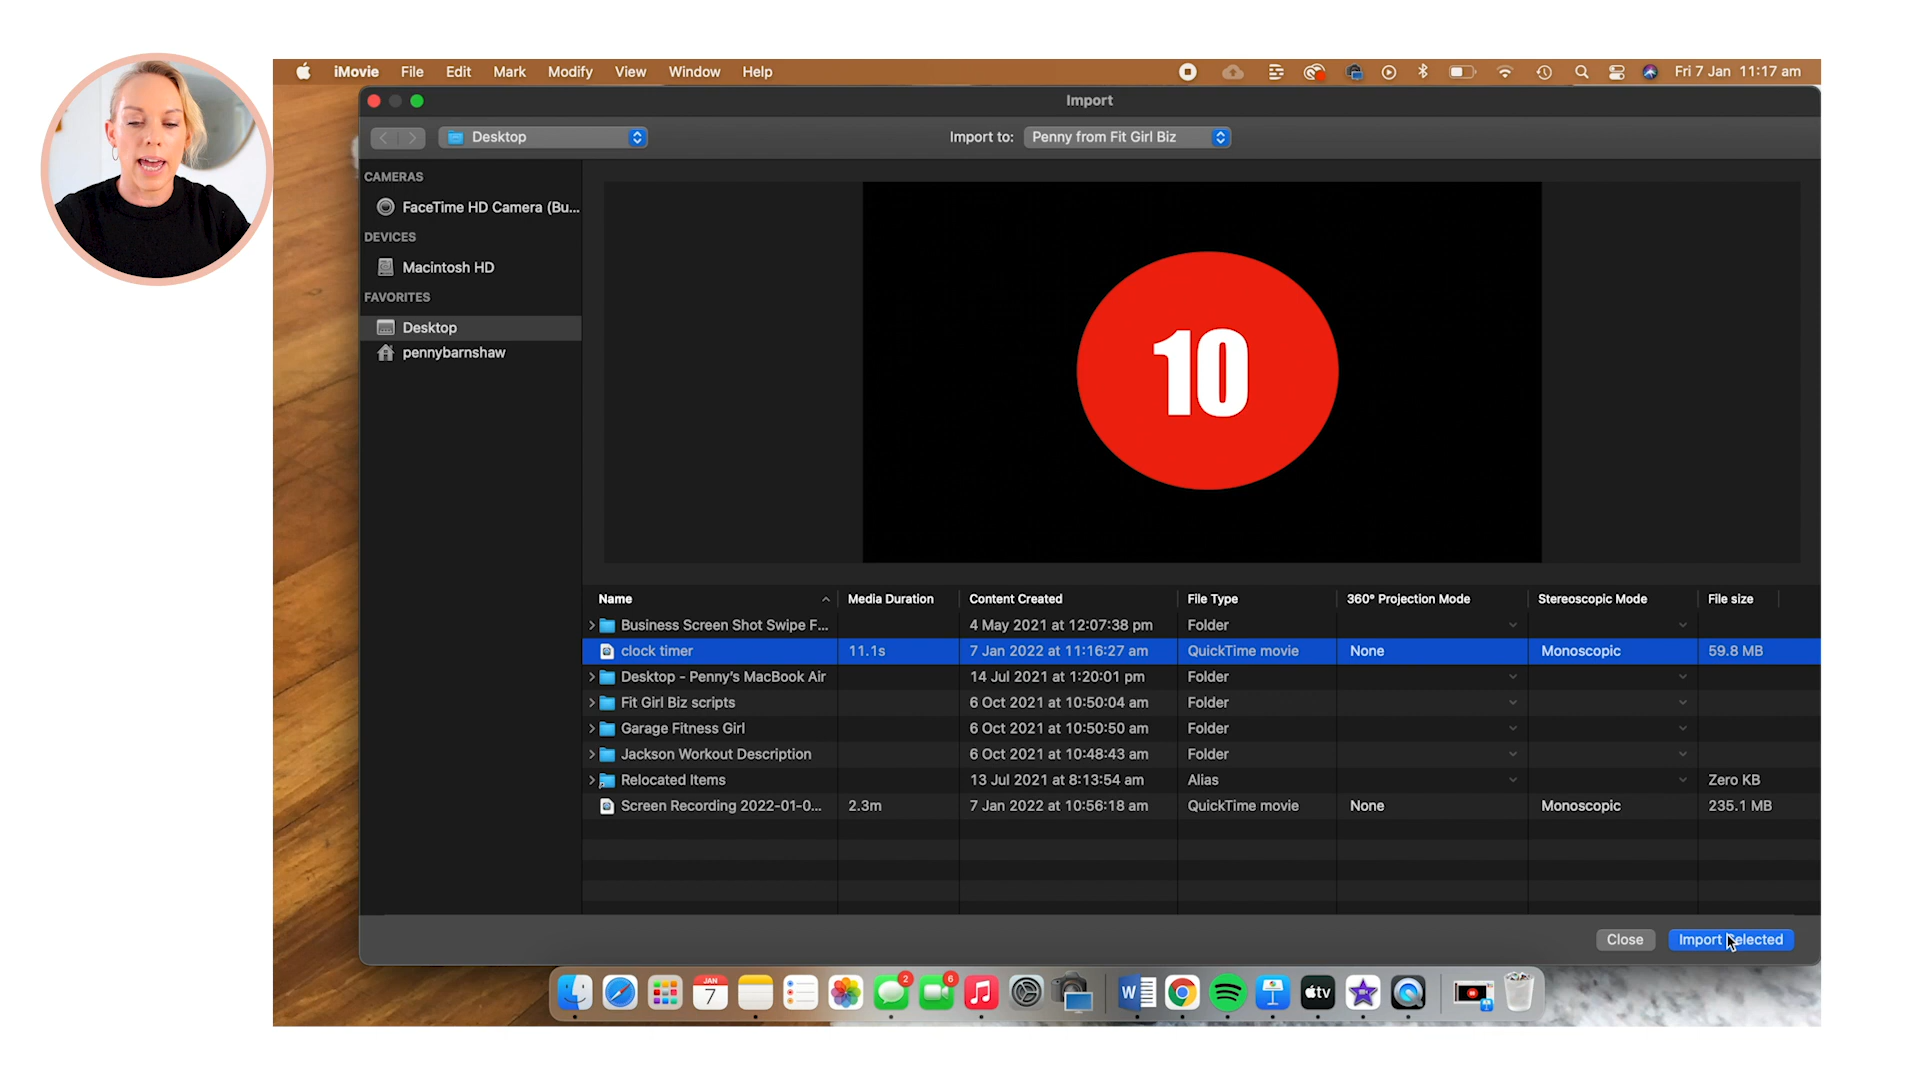 iMovie File Edit Mark Modify View Window Help Fri 7 Jan 11:17 am
Import
Desktop Import to: Penny from Fit Girl Biz
CAMERAS
FaceTime HD Camera (Bu...
DEVICES
Macintosh HD
FAVORITES
Desktop
pennybarnshaw
10
Name Media Duration Content Created File Type 360° Projection Mode Stereoscopic Mode File size
Business Screen Shot Swipe F... 4 May 2021 at 12:07:38 pm Folder
clock timer 11.1s 7 Jan 2022 at 11:16:27 am QuickTime movie None Monoscopic 59.8 MB
Desktop - Penny's MacBook Air 14 Jul 2021 at 1:20:01 pm Folder
Fit Girl Biz scripts 6 Oct 2021 at 10:50:04 am Folder
Garage Fitness Girl 6 Oct 2021 at 10:50:50 am Folder
Jackson Workout Description 6 Oct 2021 at 10:48:43 am Folder
Relocated Items 13 Jul 2021 at 8:13:54 am Alias Zero KB
Screen Recording 2022-01-0... 2.3m 7 Jan 2022 at 10:56:18 am QuickTime movie None Monoscopic 235.1 MB
Close Import Selected
JAN 7 2 6 W tv